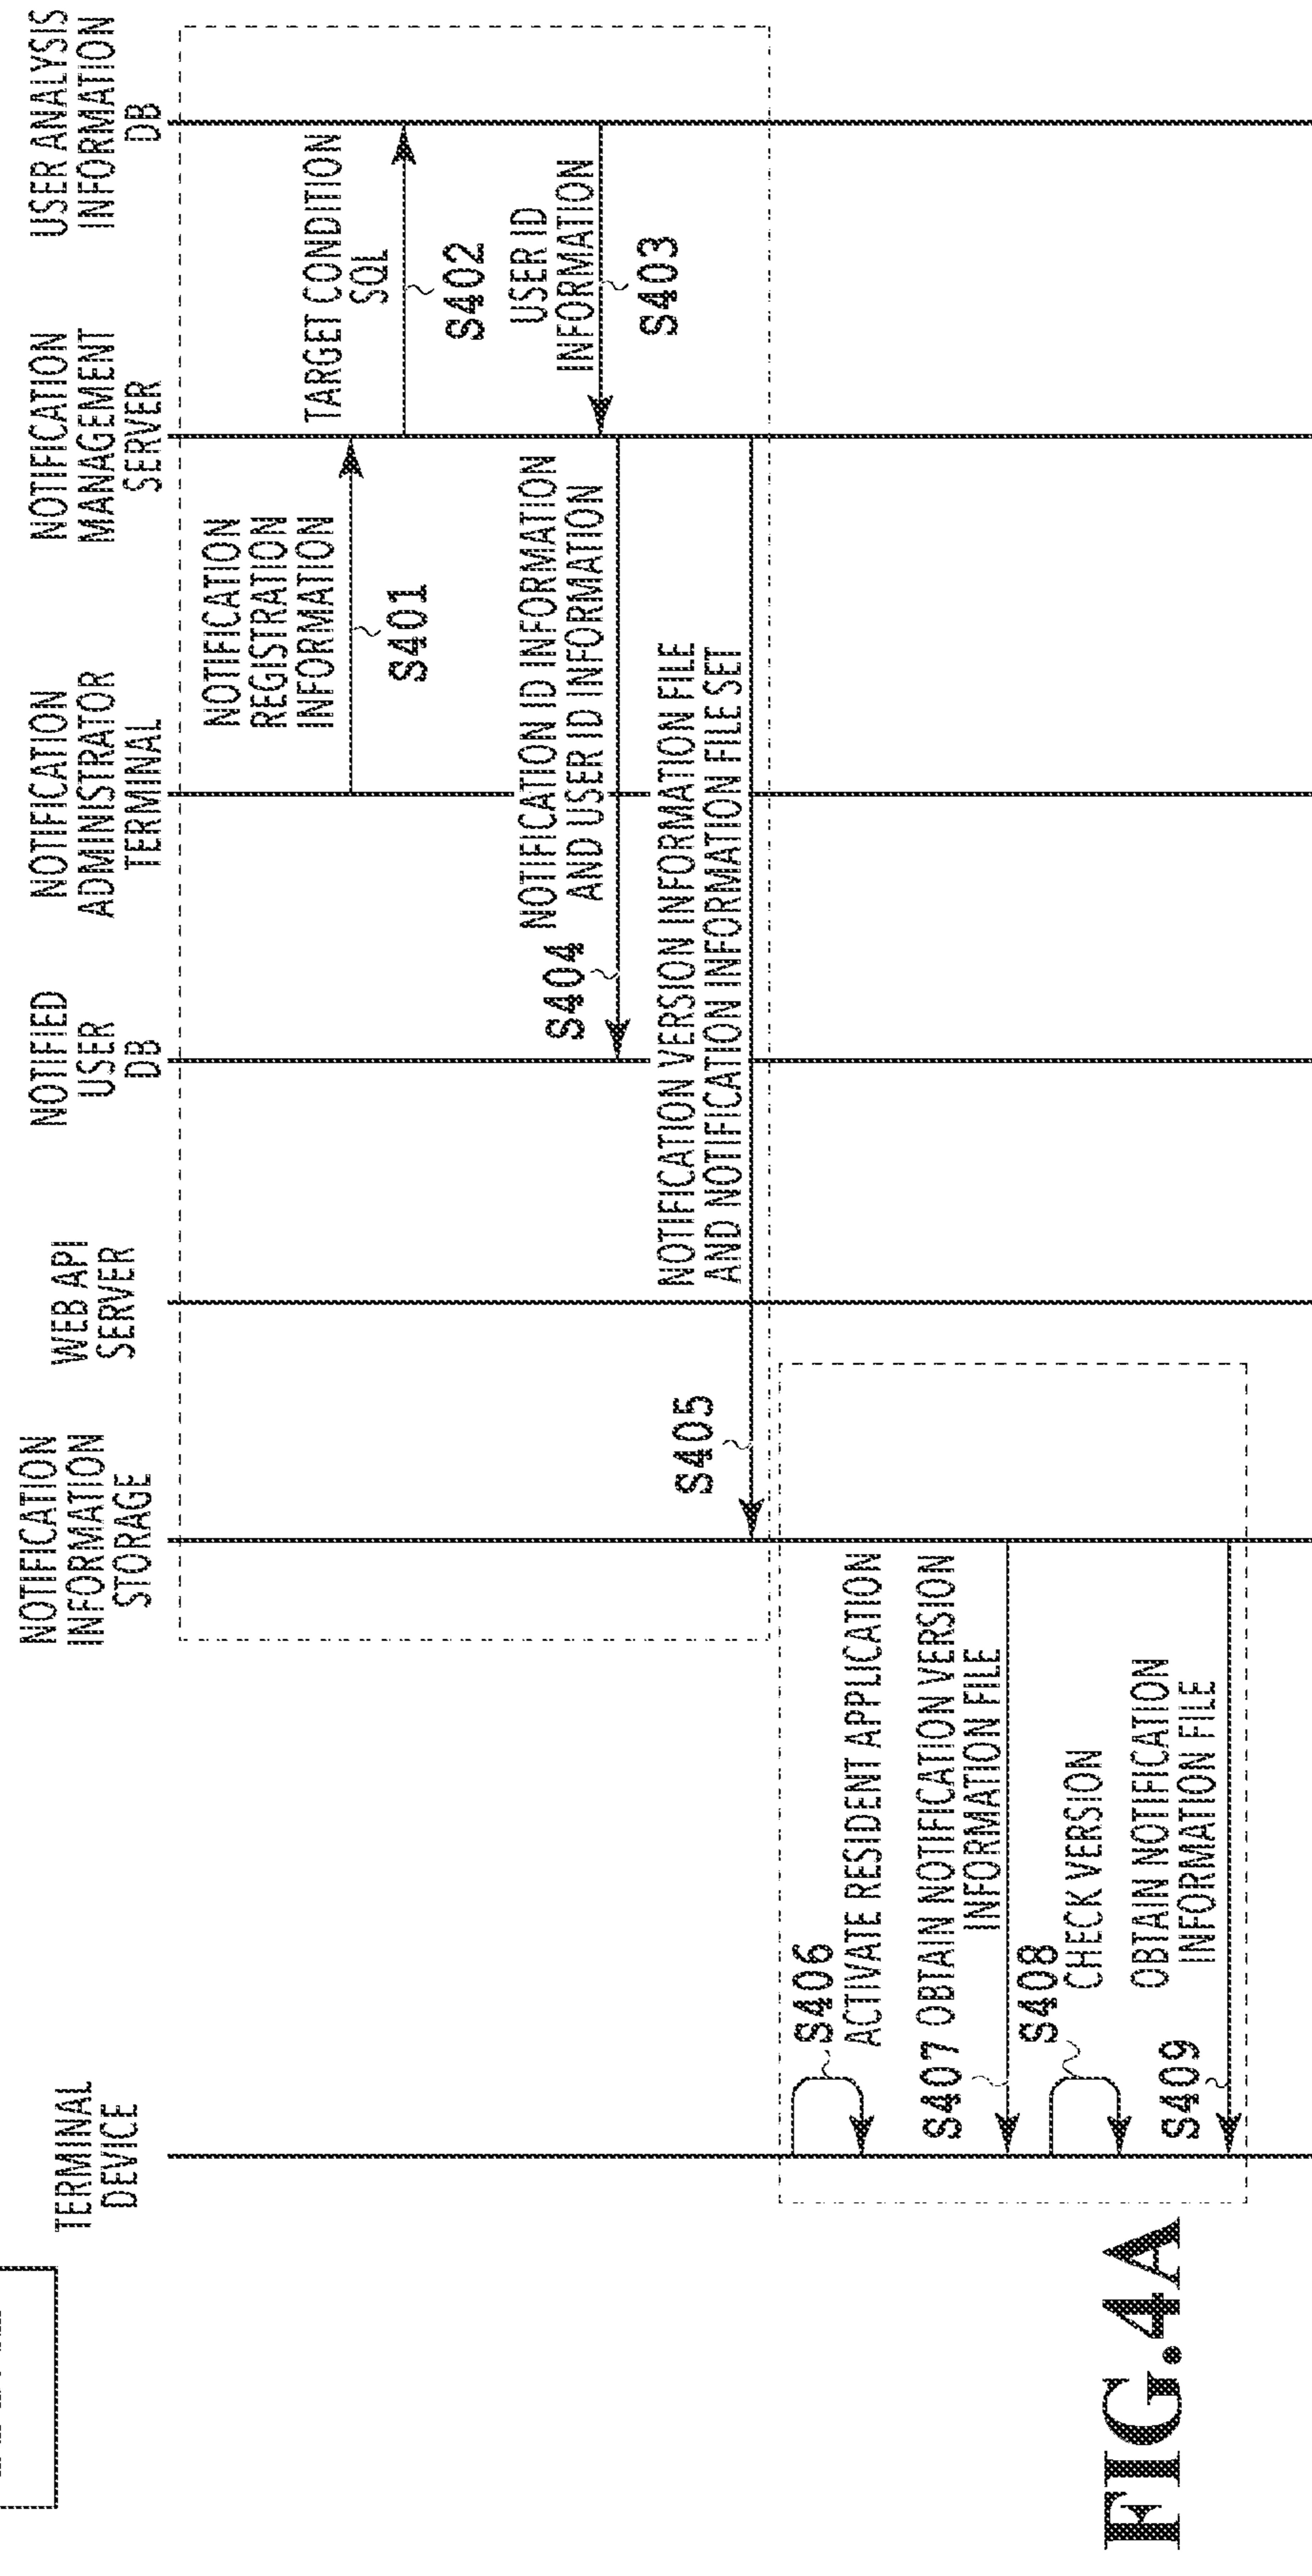 TERMINAL
DEVICE
NOTIFICATION
INFORMATION
STORAGE
WEB API
SERVER
NOTIFIED
USER
DB
NOTIFICATION
ADMINISTRATOR
TERMINAL
NOTIFICATION
MANAGEMENT
SERVER
USER ANALYSIS
INFORMATION
DB
NOTIFICATION
REGISTRATION
INFORMATION
S401
TARGET CONDITION
SQL
S402
USER ID
INFORMATION
S403
NOTIFICATION ID INFORMATION
AND USER ID INFORMATION
S404
NOTIFICATION VERSION INFORMATION FILE
AND NOTIFICATION INFORMATION FILE SET
S405
S406
ACTIVATE RESIDENT APPLICATION
S407 OBTAIN NOTIFICATION VERSION
INFORMATION FILE
S408
CHECK VERSION
OBTAIN NOTIFICATION
INFORMATION FILE
S409
FIG.4A